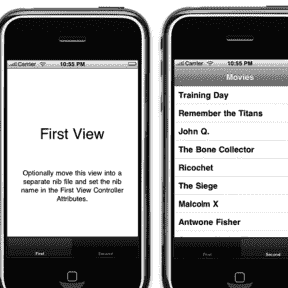 Carrier 10:55 PM
First View
Optionally move this view into a
separate nib file and set the nib
name in the First View Controller
Attributes.
First Second
Carrier 10:55 PM
Movies
Training Day
Remember the Titans
John Q.
The Bone Collector
Ricochet
The Siege
Malcolm X
Antwone Fisher
First Second